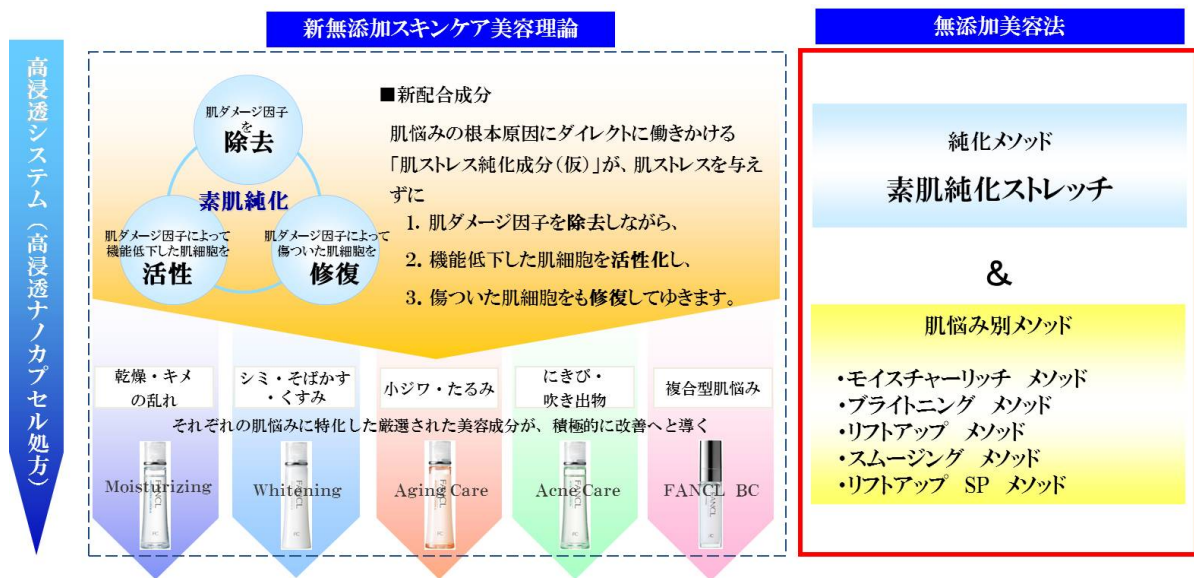 新無添加スキンケア美容理論
無添加美容法
高浸透システム（高浸透ナノカプセル処方）
肌ダメージ因子
を
除去
素肌純化
肌ダメージ因子によって
機能低下した肌細胞を
活性
肌ダメージ因子によって
傷ついた肌細胞を
修復
■新配合成分
肌悩みの根本原因にダイレクトに働きかける
「肌ストレス純化成分（仮）」が、肌ストレスを与え
ずに
1. 肌ダメージ因子を除去しながら、
2. 機能低下した肌細胞を活性化し、
3. 傷ついた肌細胞をも修復してゆきます。
乾燥・キメ
の乱れ
シミ・そばかす
・くすみ
小ジワ・たるみ
にきび・
吹き出物
複合型肌悩み
それぞれの肌悩みに特化した厳選された美容成分が、積極的に改善へと導く
Moisturizing
Whitening
Aging Care
Acne Care
FANCL BC
FANCL
FANCL
FANCL
FANCL
FANCL
純化メソッド
素肌純化ストレッチ
&
肌悩み別メソッド
・モイスチャーリッチ メソッド
・ブライトニング メソッド
・リフトアップ メソッド
・スムージング メソッド
・リフトアップ SP メソッド